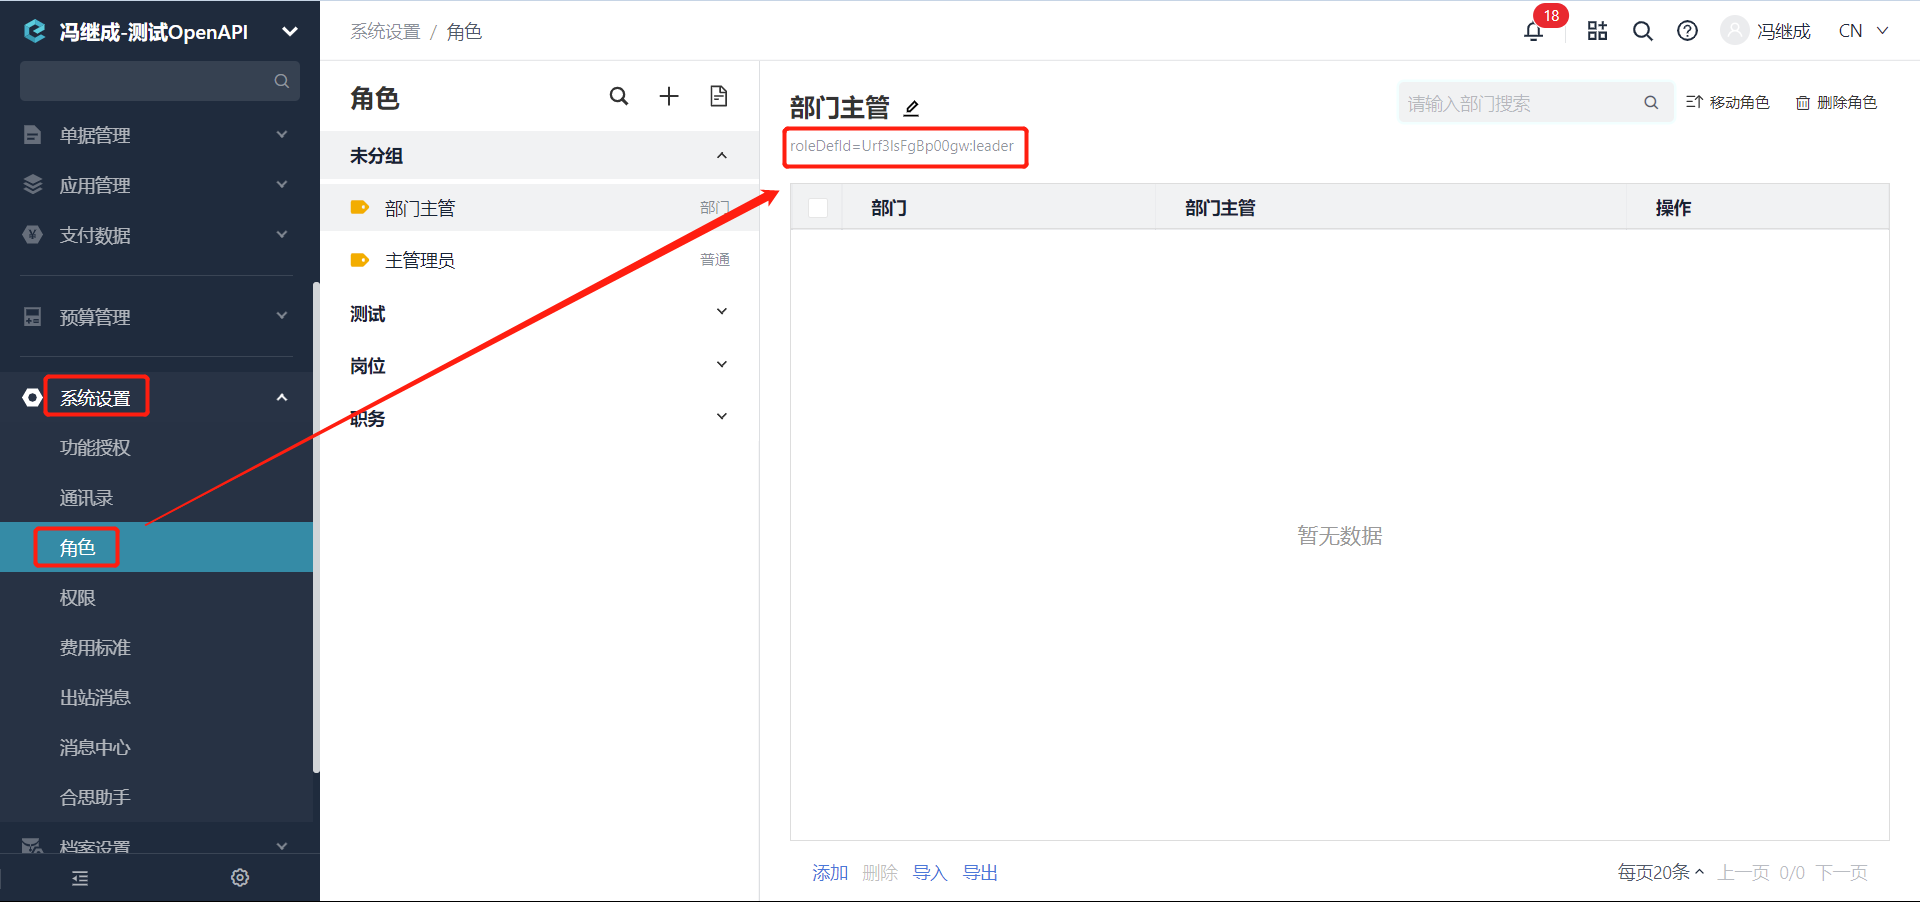 冯继成-测试OpenAPI
单据管理
应用管理
支付数据
预算管理
系统设置
功能授权
通讯录
角色
权限
费用标准
出站消息
消息中心
合思助手
档案设置
系统设置 / 角色
18
冯继成
CN
角色
未分组
部门主管 部门
主管理员 普通
测试
岗位
职务
部门主管
roleDefId=Urf3IsFgBp00gw:leader
请输入部门搜索
移动角色
删除角色
部门 部门主管 操作
暂无数据
添加 删除 导入 导出
每页20条 上一页 0/0 下一页